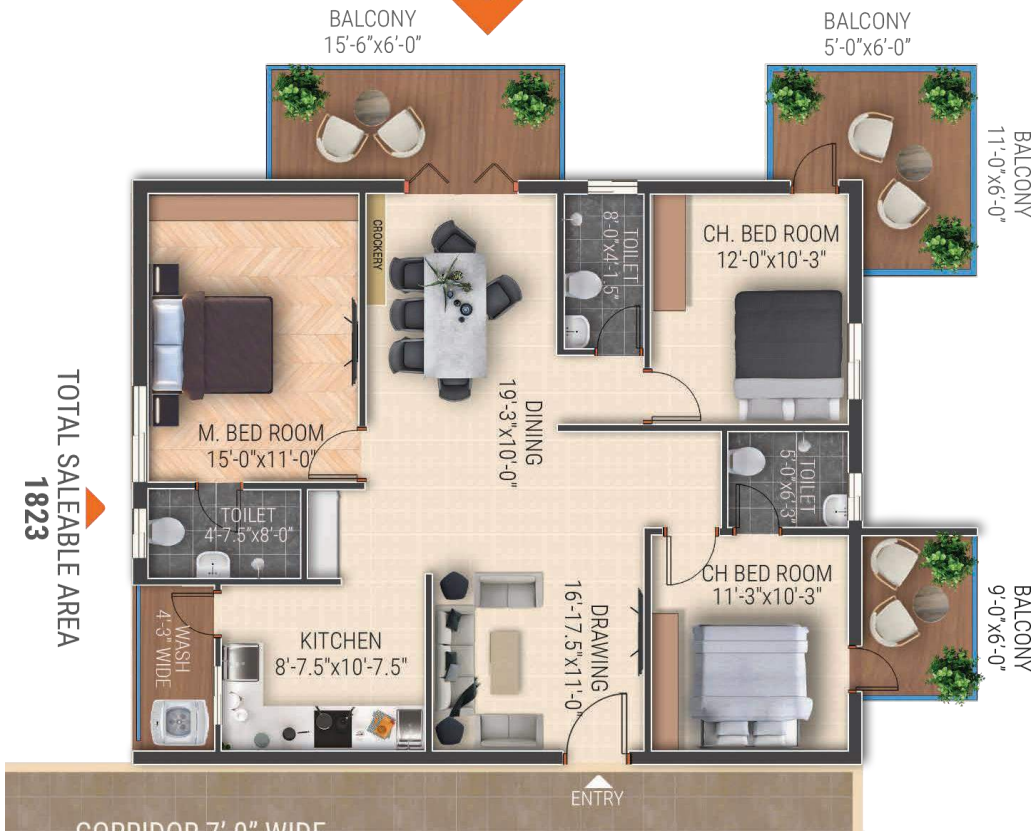 BALCONY
15'-6"x6'-0"
BALCONY
5'-0"x6'-0"
BALCONY
11'-0"x6'-0"
CROCKERY
TOILET
8'-0"x4'-1.5"
CH. BED ROOM
12'-0"x10'-3"
DINING
19'-3"x10'-0"
M. BED ROOM
15'-0"x11'-0"
TOTAL SALEABLE AREA
1823
TOILET
4'-7.5"x8'-0"
TOILET
5'-0"x6'-3"
CH BED ROOM
11'-3"x10'-3"
BALCONY
9'-0"x6'-0"
WASH
4'-3" WIDE
KITCHEN
8'-7.5"x10'-7.5"
DRAWING
16'-17.5"x11'-0"
ENTRY
CORRIDOR 7'-0" WIDE